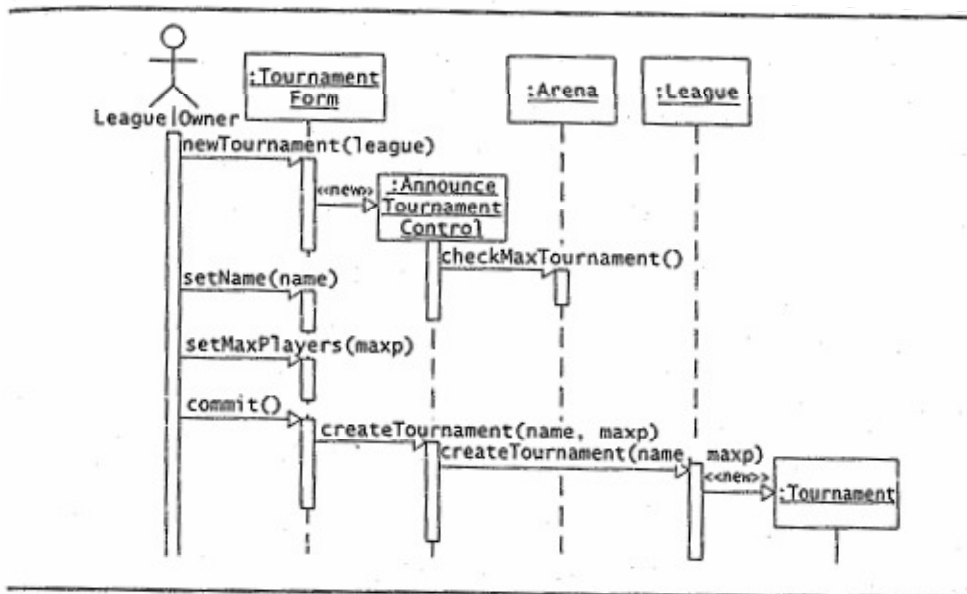 :Tournament
Form
:Arena
:League
League Owner
newTournament(league)
«new»
:Announce
Tournament
Control
checkMaxTournament()
setName(name)
setMaxPlayers(maxp)
commit()
createTournament(name, maxp)
createTournament(name, maxp)
<<new>>
:Tournament